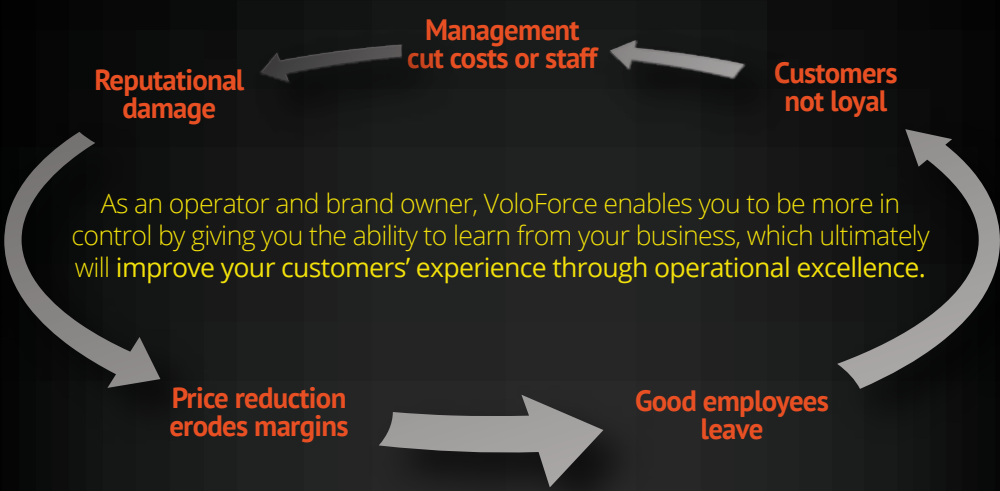 Management
cut costs or staff
Reputational
damage
Customers
not loyal
As an operator and brand owner, VoloForce enables you to be more in
control by giving you the ability to learn from your business, which ultimately
will improve your customers’ experience through operational excellence.
Price reduction
erodes margins
Good employees
leave